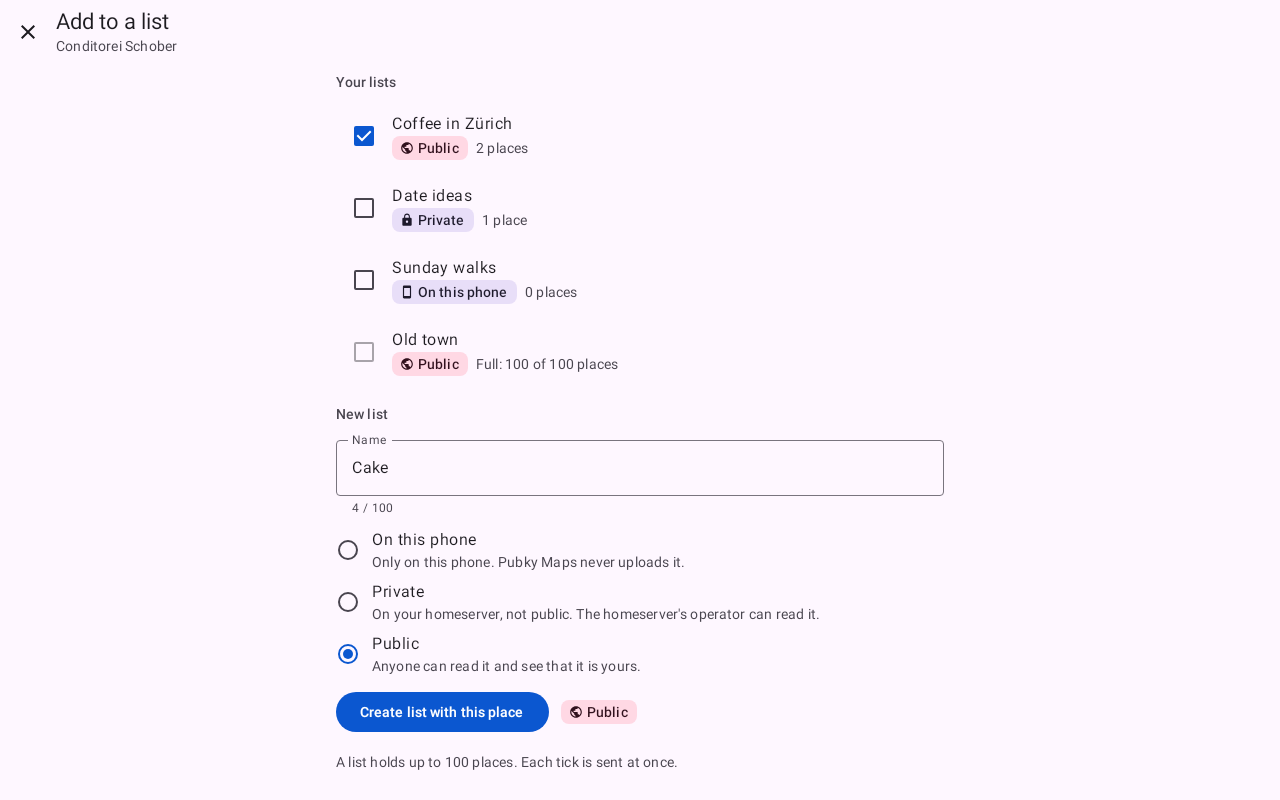 Add to a list
Conditorei Schober
Your lists
Coffee in Zürich
Public 2 places
Date ideas
Private 1 place
Sunday walks
On this phone 0 places
Old town
Public Full: 100 of 100 places
New list
Name
Cake
4 / 100
On this phone
Only on this phone. Pubky Maps never uploads it.
Private
On your homeserver, not public. The homeserver's operator can read it.
Public
Anyone can read it and see that it is yours.
Create list with this place Public
A list holds up to 100 places. Each tick is sent at once.